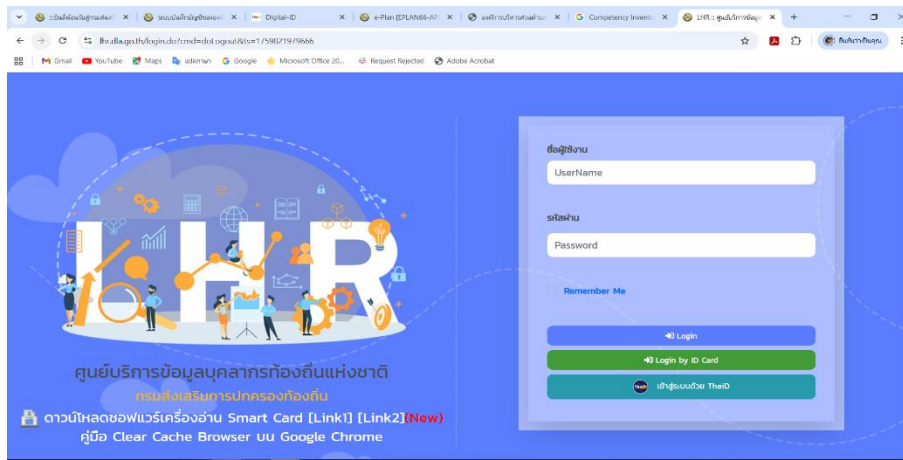 Digital-ID
e-Plan [EPLAN66-AP
Competency Invento
lhr.dla.go.th/login.do?cmd=doLogout&ts=1759821979666
Gmail YouTube Maps แปลภาษา Google Microsoft Office 20... Request Rejected Adobe Acrobat
LHR
ศูนย์บริการข้อมูลบุคลากรท้องถิ่นแห่งชาติ
กรมส่งเสริมการปกครองท้องถิ่น
ดาวน์โหลดซอฟแวร์เครื่องอ่าน Smart Card [Link1] [Link2](New)
คู่มือ Clear Cache Browser บน Google Chrome
ชื่อผู้ใช้งาน
UserName
รหัสผ่าน
Password
Remember Me
Login
Login by ID Card
ThaiD เข้าสู่ระบบด้วย ThaiD